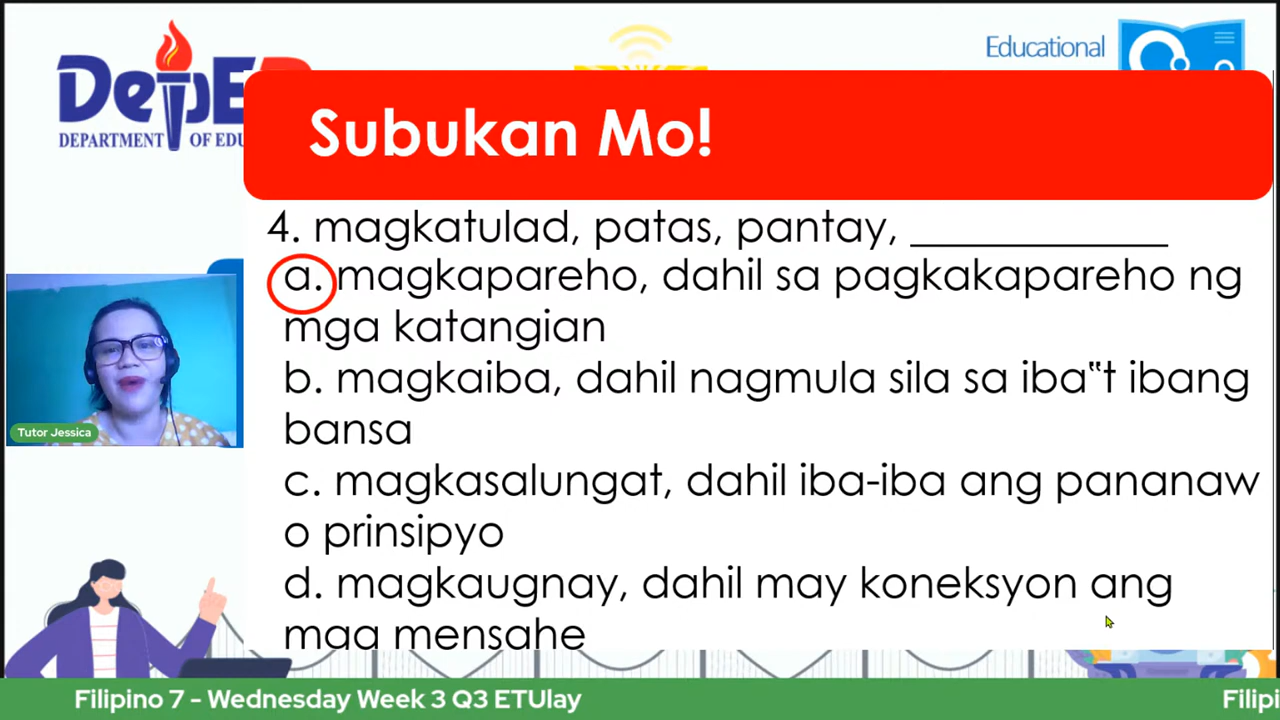 DepE
DEPARTMENT OF EDU
Educational
Subukan Mo!
4. magkatulad, patas, pantay, ____________
a. magkapareho, dahil sa pagkakapareho ng
mga katangian
b. magkaiba, dahil nagmula sila sa iba‟t ibang
bansa
c. magkasalungat, dahil iba-iba ang pananaw
o prinsipyo
d. magkaugnay, dahil may koneksyon ang
mga mensahe
Tutor Jessica
Filipino 7 - Wednesday Week 3 Q3 ETUlay
Filipi